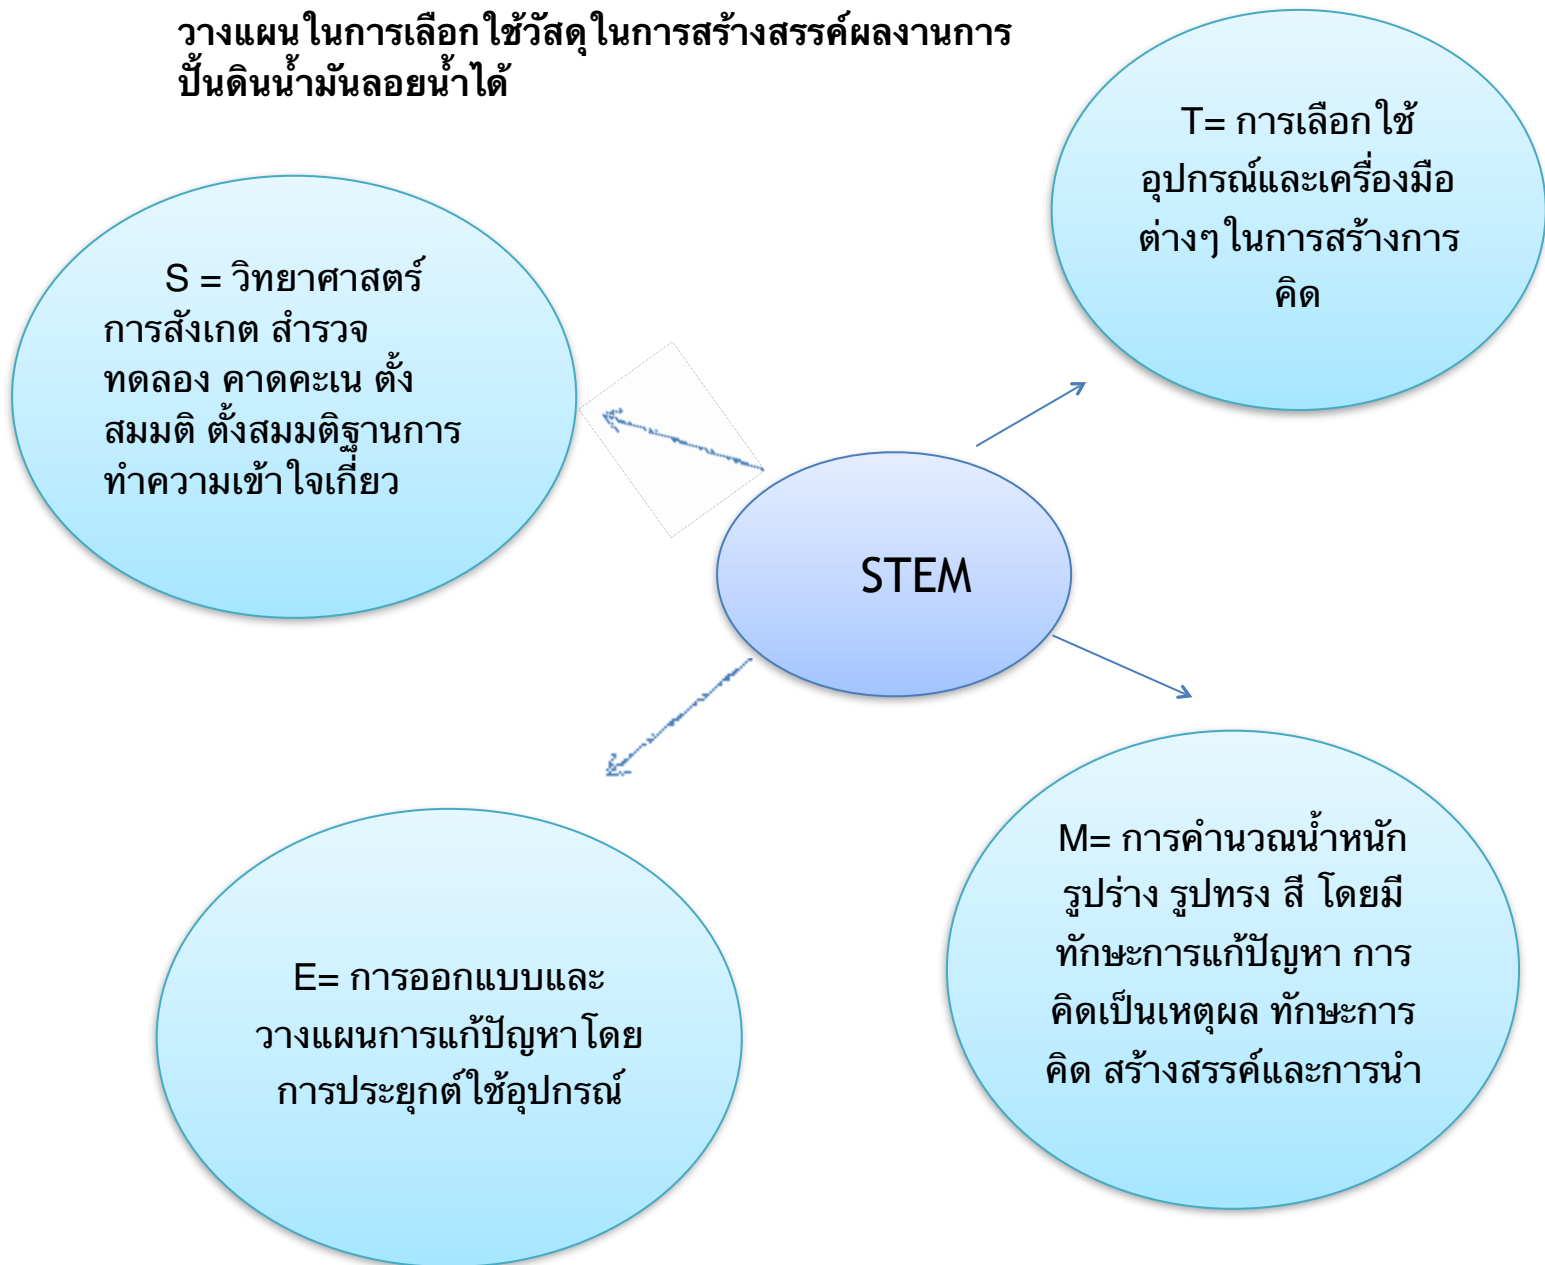 วางแผนในการเลือกใช้วัสดุในการสร้างสรรค์ผลงานการ
ปั้นดินน้ำมันลอยน้ำได้
T= การเลือกใช้
อุปกรณ์และเครื่องมือ
ต่างๆในการสร้างการ
คิด
S = วิทยาศาสตร์
การสังเกต สำรวจ
ทดลอง คาดคะเน ตั้ง
สมมติ ตั้งสมมติฐานการ
ทำความเข้าใจเกี่ยว
STEM
E= การออกแบบและ
วางแผนการแก้ปัญหาโดย
การประยุกต์ใช้อุปกรณ์
M= การคำนวณน้ำหนัก
รูปร่าง รูปทรง สี โดยมี
ทักษะการแก้ปัญหา การ
คิดเป็นเหตุผล ทักษะการ
คิด สร้างสรรค์และการนำ